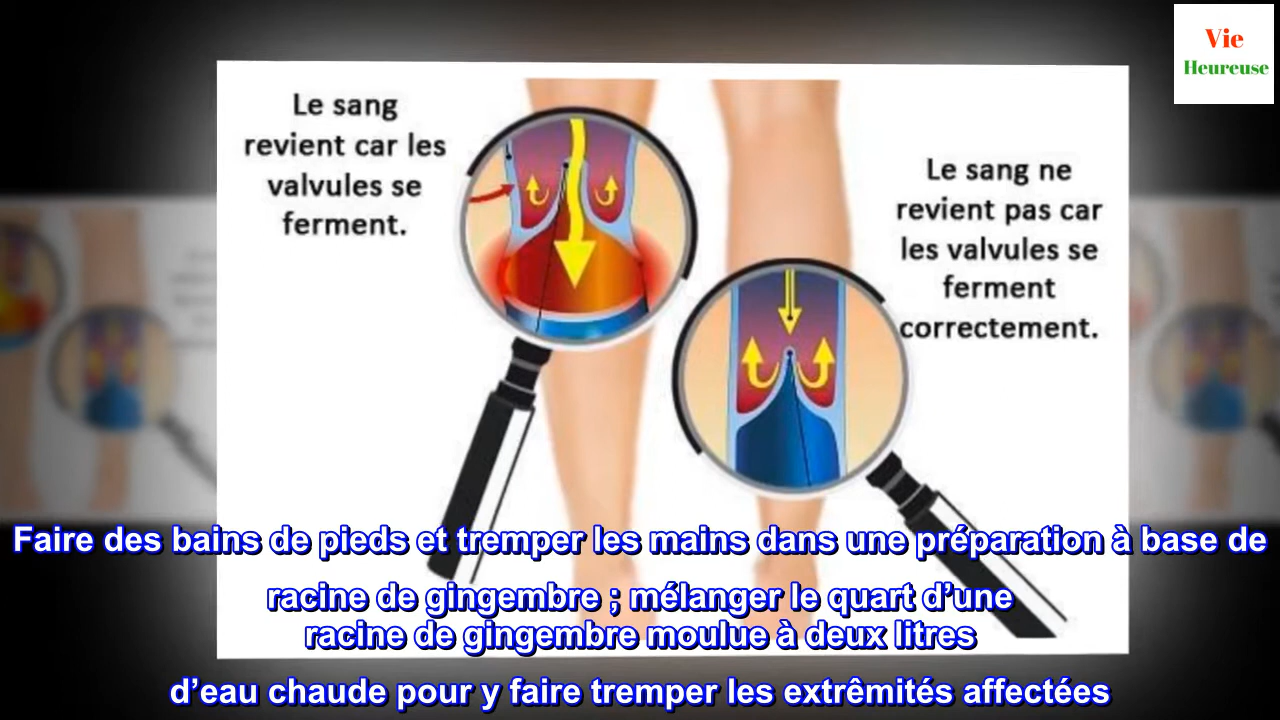 Vie
Heureuse
Le sang
revient car les
valvules se
ferment.
Le sang ne
revient pas car
les valvules se
ferment
correctement.
Faire des bains de pieds et tremper les mains dans une préparation à base de
racine de gingembre ; mélanger le quart d’une
racine de gingembre moulue à deux litres
d’eau chaude pour y faire tremper les extrêmités affectées